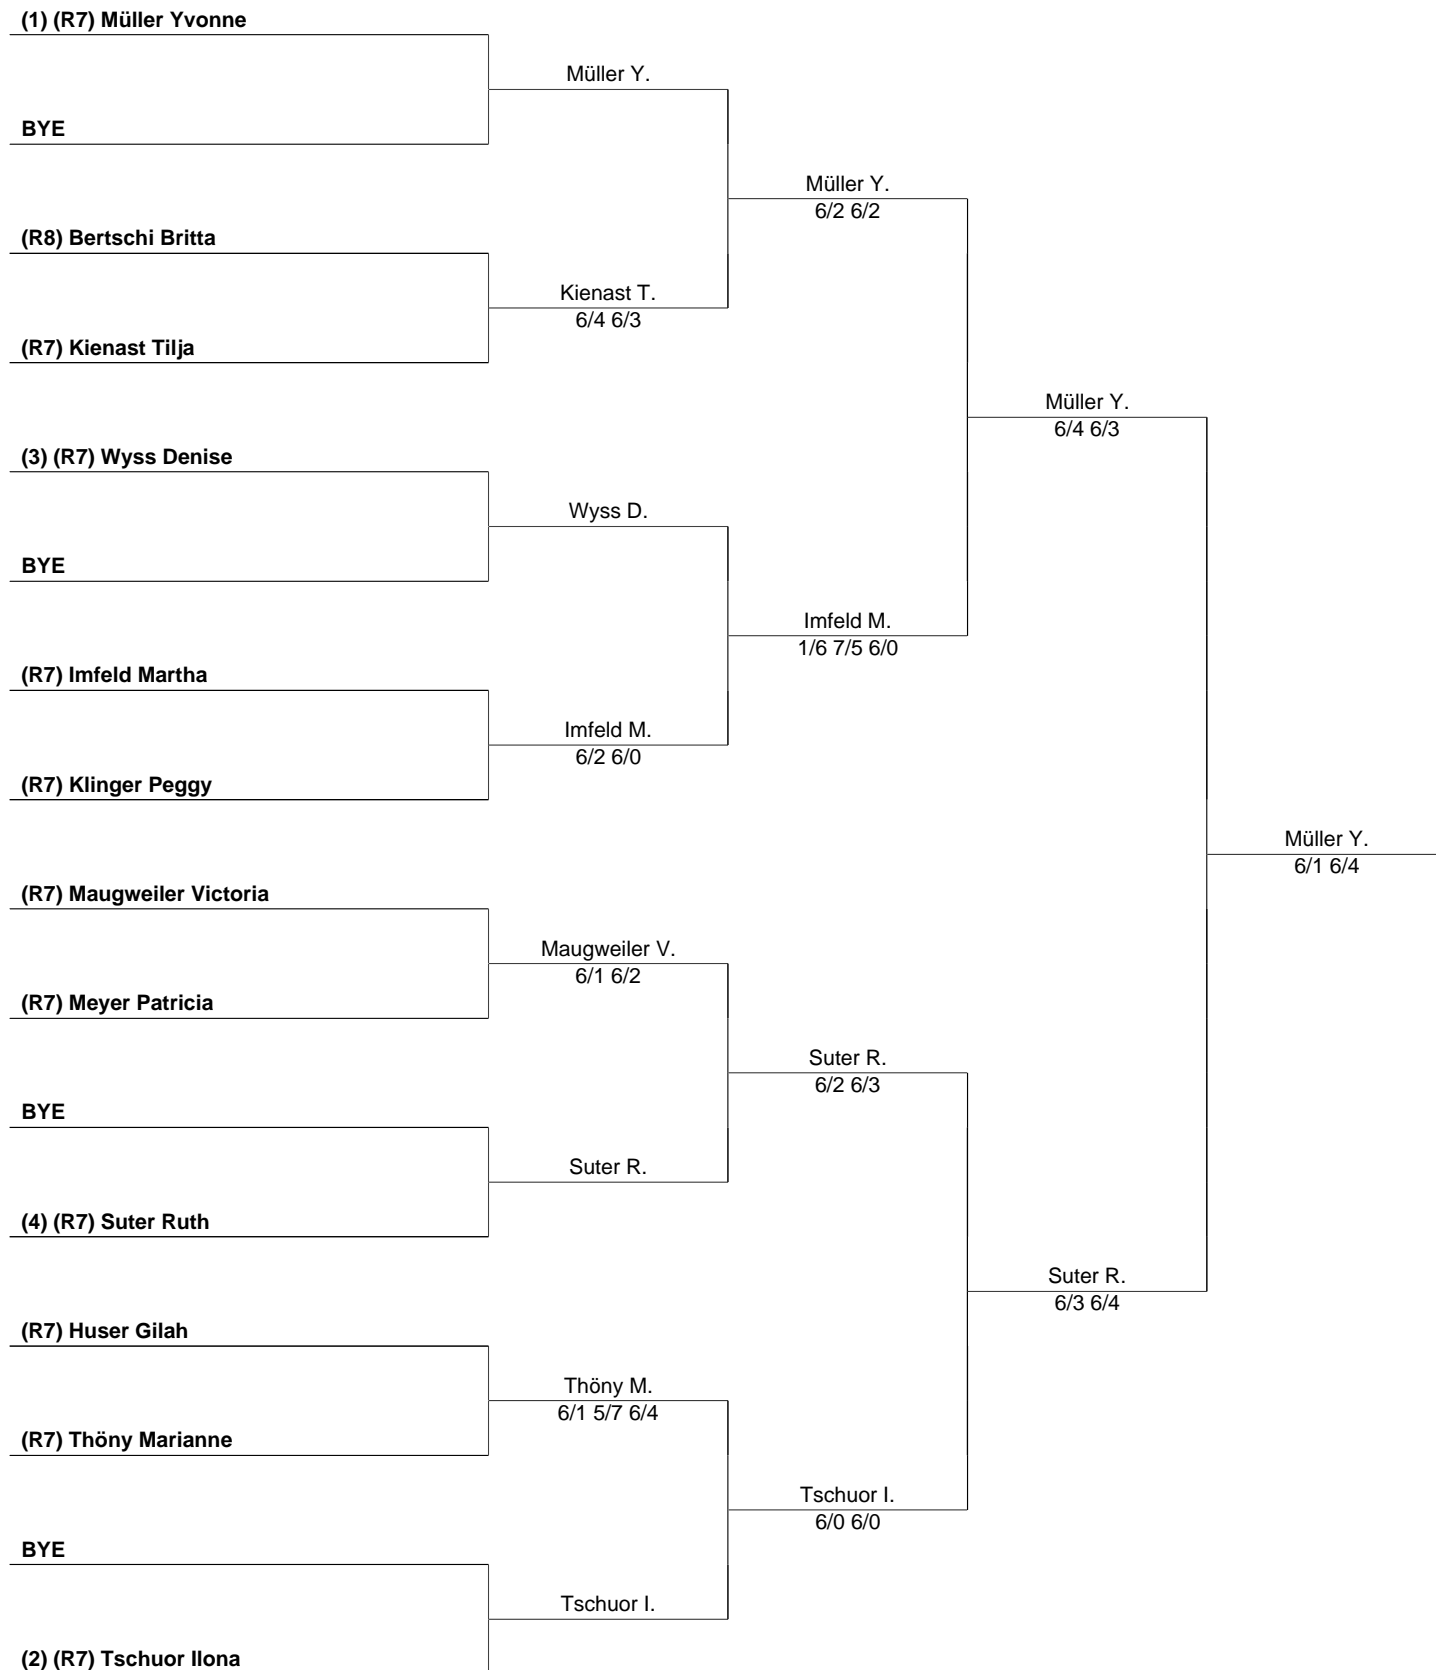 (1) (R7) Müller Yvonne
Müller Y.
BYE
Müller Y.
6/2 6/2
(R8) Bertschi Britta
Kienast T.
6/4 6/3
(R7) Kienast Tilja
Müller Y.
6/4 6/3
(3) (R7) Wyss Denise
Wyss D.
BYE
Imfeld M.
1/6 7/5 6/0
(R7) Imfeld Martha
Imfeld M.
6/2 6/0
(R7) Klinger Peggy
Müller Y.
6/1 6/4
(R7) Maugweiler Victoria
Maugweiler V.
6/1 6/2
(R7) Meyer Patricia
Suter R.
6/2 6/3
BYE
Suter R.
(4) (R7) Suter Ruth
Suter R.
6/3 6/4
(R7) Huser Gilah
Thöny M.
6/1 5/7 6/4
(R7) Thöny Marianne
Tschuor I.
6/0 6/0
BYE
Tschuor I.
(2) (R7) Tschuor Ilona